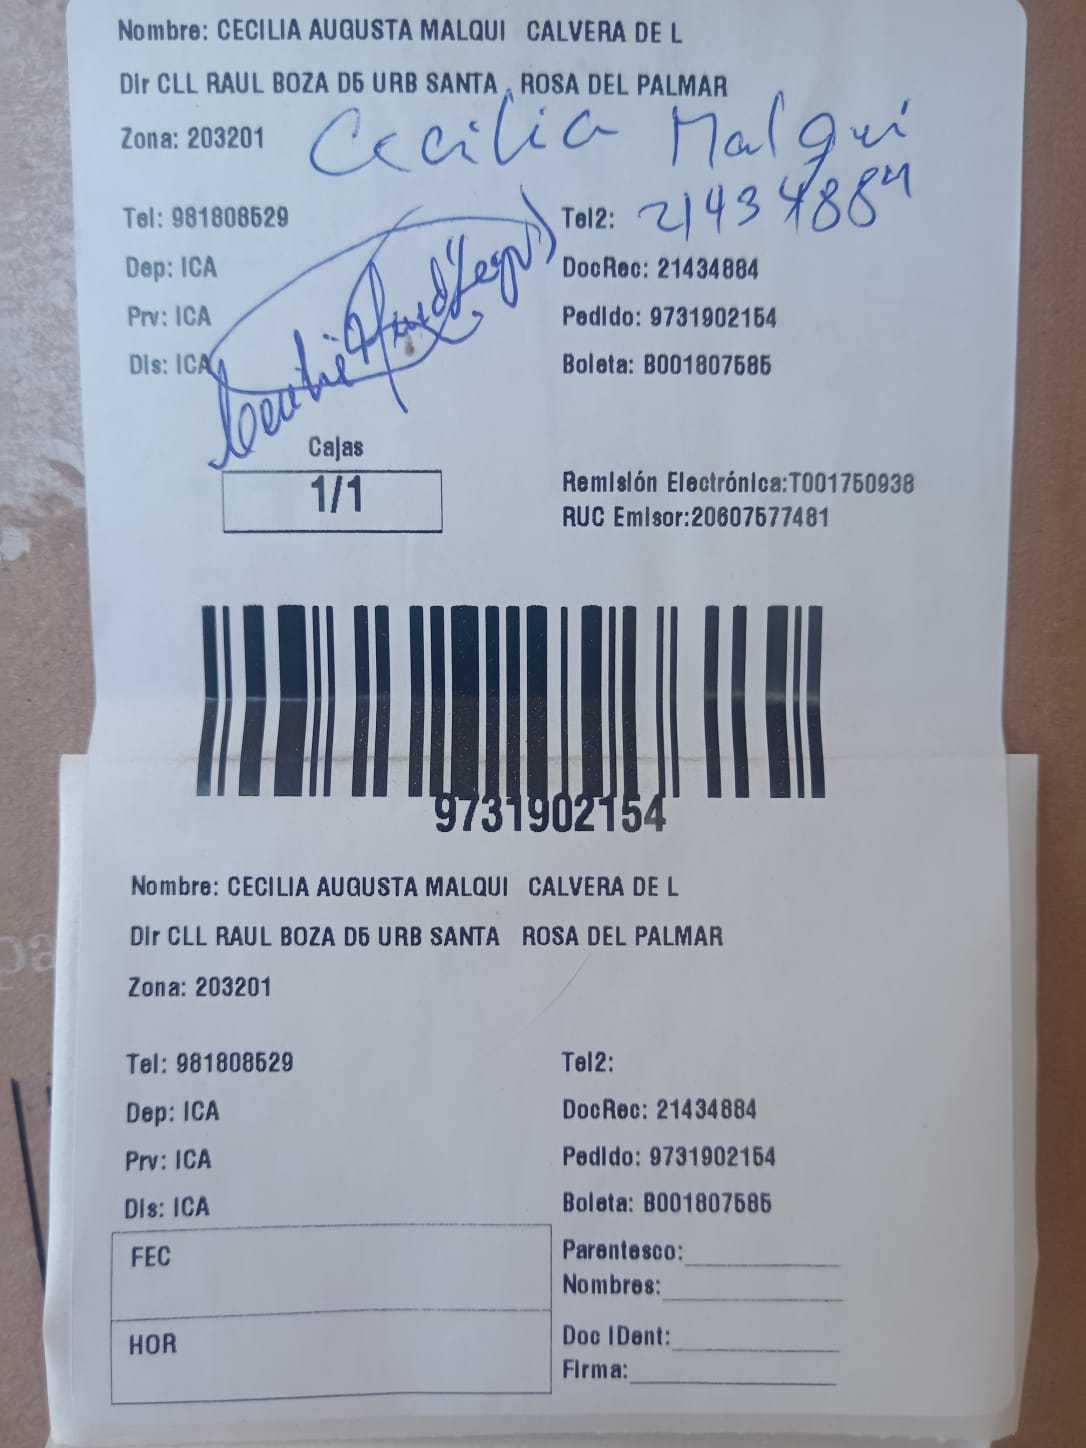 Nombre: CECILIA AUGUSTA MALQUI CALVERA DE L
Dir CLL RAUL BOZA D5 URB SANTA ROSA DEL PALMAR
Zona: 203201
Cecilia Malqui
Tel: 981808529
Tel2: 21434884
Dep: ICA
DocRec: 21434884
Prv: ICA
Pedido: 9731902154
Dis: ICA
Boleta: B001807585
Cajas
1/1
Remisión Electrónica:T001750938
RUC Emisor:20607577481
9731902154
Nombre: CECILIA AUGUSTA MALQUI CALVERA DE L
Dir CLL RAUL BOZA D5 URB SANTA ROSA DEL PALMAR
Zona: 203201
Tel: 981808529
Tel2:
Dep: ICA
DocRec: 21434884
Prv: ICA
Pedido: 9731902154
Dis: ICA
Boleta: B001807585
FEC
Parentesco:
Nombres:
HOR
Doc IDent:
Firma: